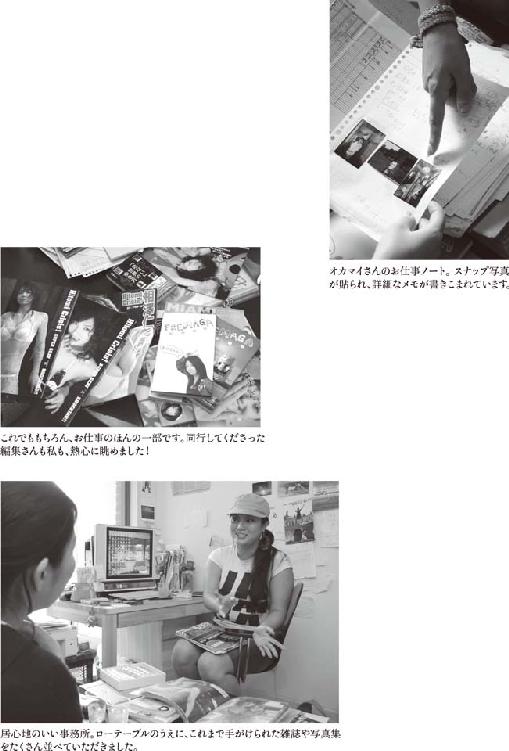 オカマイさんのお仕事ノート。スナップ写真
が貼られ、詳細なメモが書きこまれています。
これでももちろん、お仕事のほんの一部です。同行してくださった
編集さんも私も、熱心に眺めました！
居心地のいい事務所。ローテーブルのうえに、これまで手がけられた雑誌や写真集
をたくさん並べていただきました。